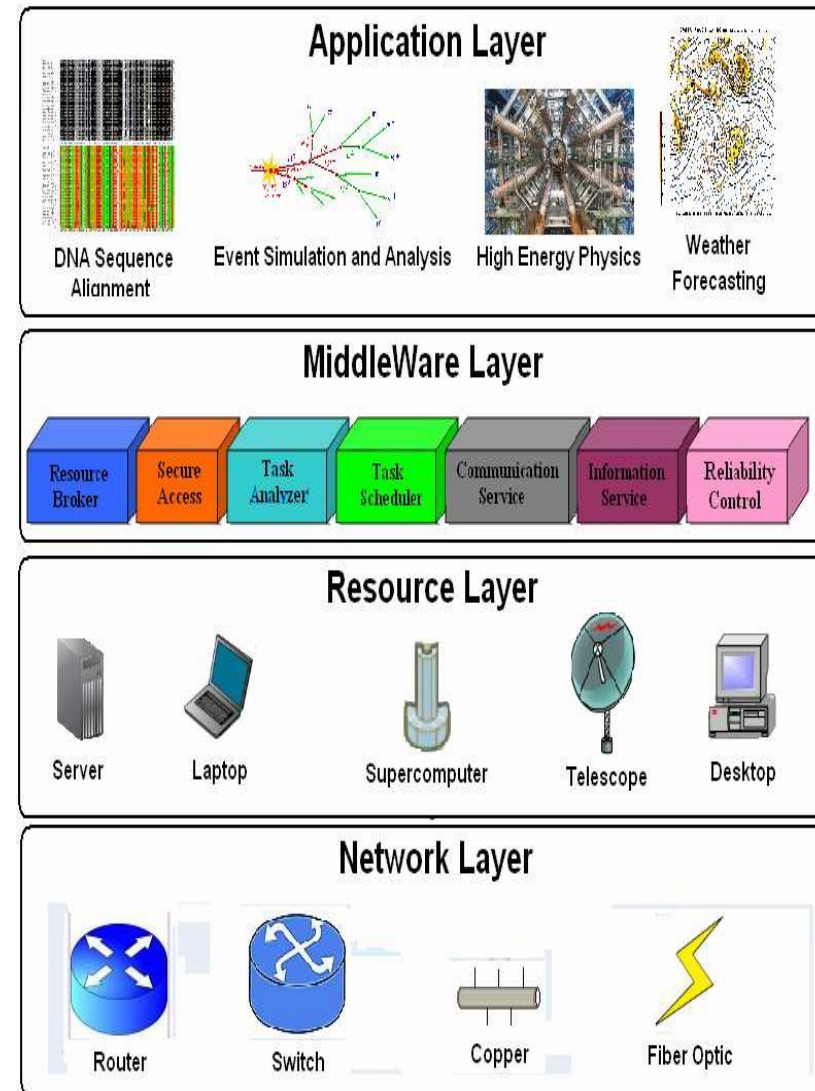 Application Layer
DNA Sequence
Alignment
Event Simulation and Analysis
High Energy Physics
Weather
Forecasting
MiddleWare Layer
Resource
Broker
Secure
Access
Task
Analyzer
Task
Scheduler
Communication
Service
Information
Service
Reliability
Control
Resource Layer
Server
Laptop
Supercomputer
Telescope
Desktop
Network Layer
Router
Switch
Copper
Fiber Optic